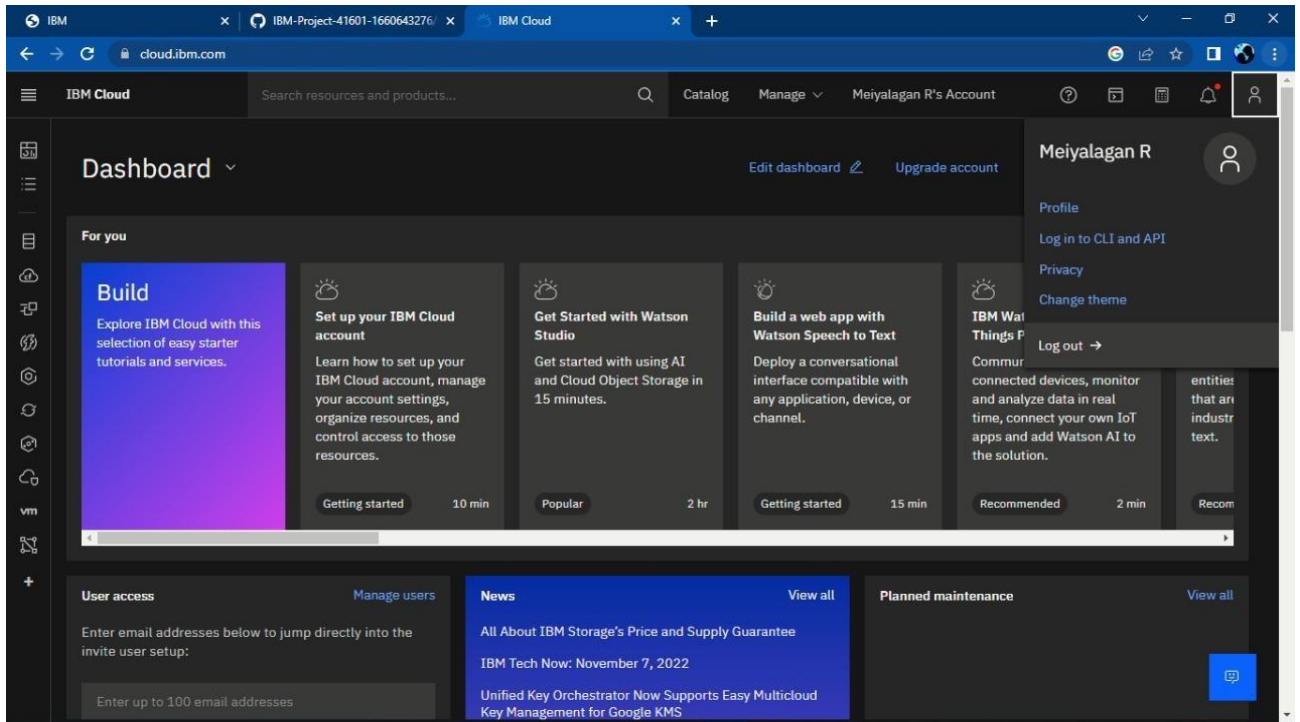 IBM
IBM-Project-41601-1660643276/
IBM Cloud
cloud.ibm.com
IBM Cloud
Search resources and products...
Catalog
Manage
Meiyalagan R's Account
Meiyalagan R
Profile
Log in to CLI and API
Privacy
Change theme
Log out →
Dashboard
Edit dashboard
Upgrade account
For you
Build
Explore IBM Cloud with this
selection of easy starter
tutorials and services.
Set up your IBM Cloud
account
Learn how to set up your
IBM Cloud account, manage
your account settings,
organize resources, and
control access to those
resources.
Getting started
10 min
Get Started with Watson
Studio
Get started with using AI
and Cloud Object Storage in
15 minutes.
Popular
2 hr
Build a web app with
Watson Speech to Text
Deploy a conversational
interface compatible with
any application, device, or
channel.
Getting started
15 min
IBM Wat
Things P
Commun
connected devices, monitor
and analyze data in real
time, connect your own IoT
apps and add Watson AI to
the solution.
Recommended
2 min
entities
that are
industr
text.
Recom
vm
User access
Manage users
Enter email addresses below to jump directly into the
invite user setup:
Enter up to 100 email addresses
News
View all
All About IBM Storage's Price and Supply Guarantee
IBM Tech Now: November 7, 2022
Unified Key Orchestrator Now Supports Easy Multicloud
Key Management for Google KMS
Planned maintenance
View all